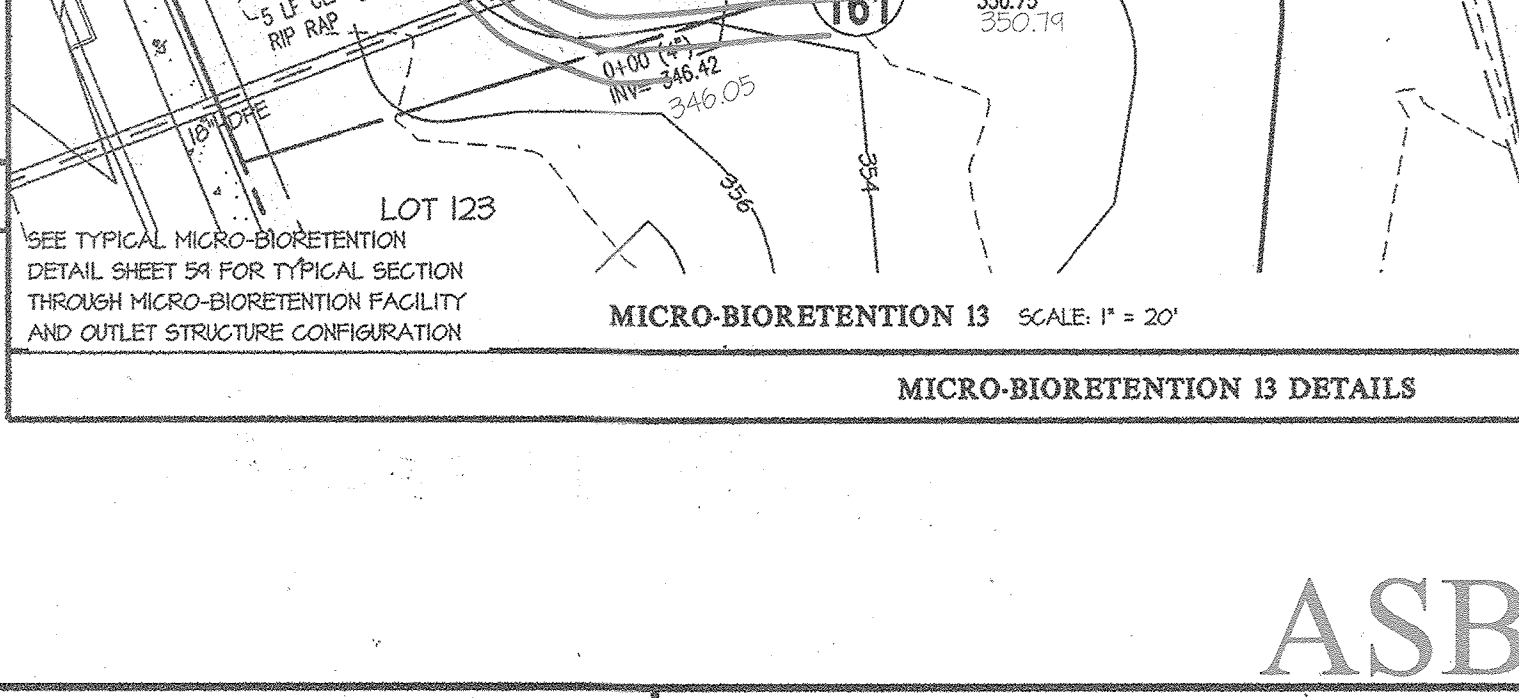 5 LF
RIP RAP
161
350.79
0+00 (4")
INV= 346.42
346.05
18" DFE
LOT 123
356
354
SEE TYPICAL MICRO-BIORETENTION
DETAIL SHEET 59 FOR TYPICAL SECTION
THROUGH MICRO-BIORETENTION FACILITY
AND OUTLET STRUCTURE CONFIGURATION
MICRO-BIORETENTION 13 SCALE: 1" = 20'
MICRO-BIORETENTION 13 DETAILS
ASB